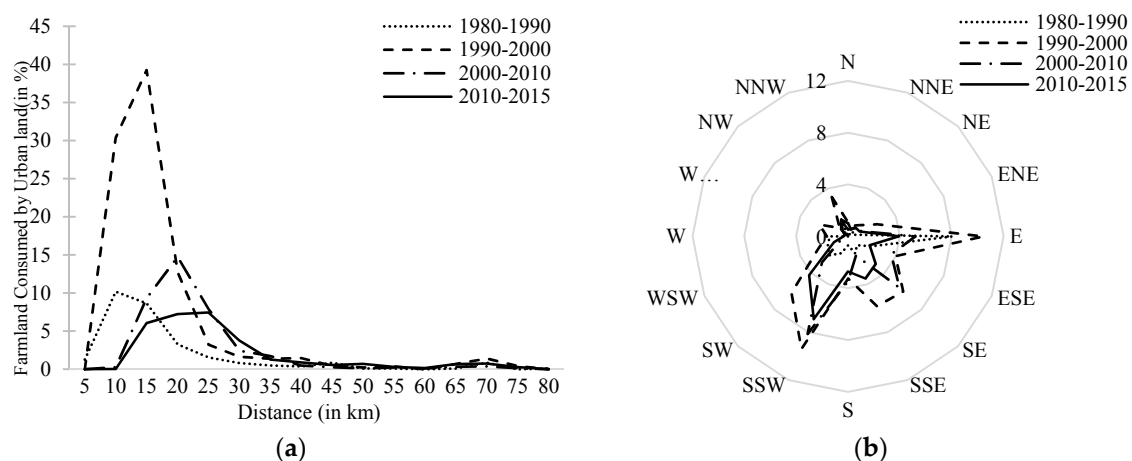 Farmland Consumed by Urban land(in %)
45
40
35
30
25
20
15
10
5
0
5 10 15 20 25 30 35 40 45 50 55 60 65 70 75 80
Distance (in km)
1980-1990
1990-2000
2000-2010
2010-2015
(a)
1980-1990
1990-2000
2000-2010
2010-2015
N
NNE
NE
ENE
E
ESE
SE
SSE
S
SSW
SW
WSW
W
W…
NW
NNW
12
8
4
0
(b)